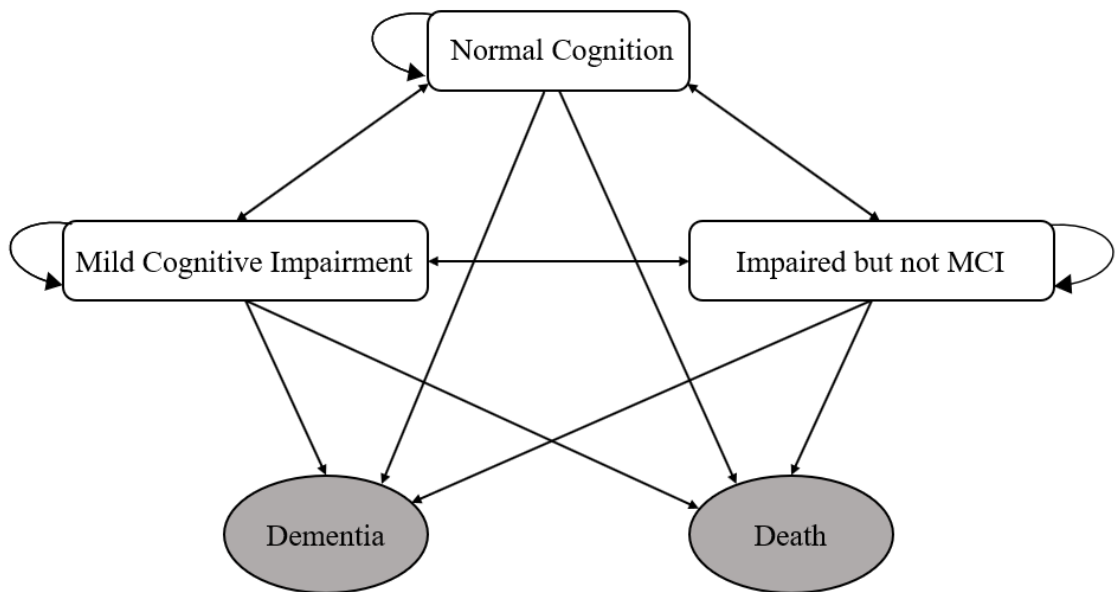 Normal Cognition
Mild Cognitive Impairment
Impaired but not MCI
Dementia
Death